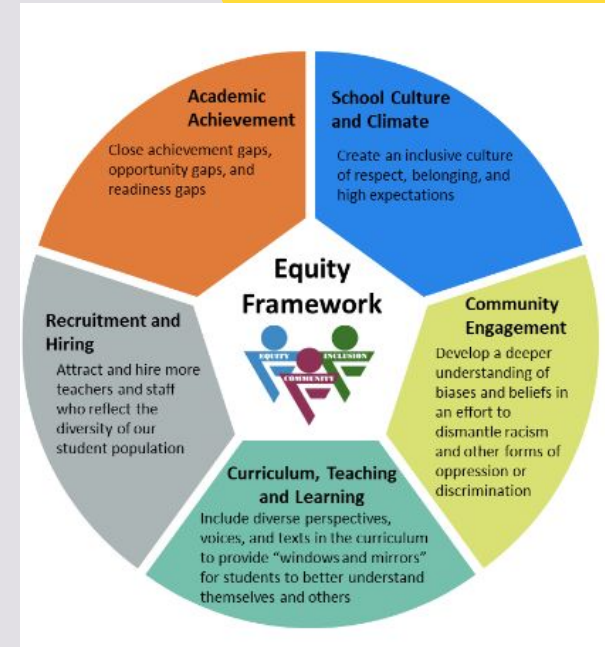 Academic
Achievement
Close achievement gaps,
opportunity gaps, and
readiness gaps
School Culture
and Climate
Create an inclusive culture
of respect, belonging, and
high expectations
Equity
Framework
EQUITY
INCLUSION
COMMUNITY
Community
Engagement
Develop a deeper
understanding of
biases and beliefs in
an effort to
dismantle racism
and other forms of
oppression or
discrimination
Recruitment and
Hiring
Attract and hire more
teachers and staff
who reflect the
diversity of our
student population
Curriculum, Teaching
and Learning
Include diverse perspectives,
voices, and texts in the curriculum
to provide “windows and mirrors”
for students to better understand
themselves and others